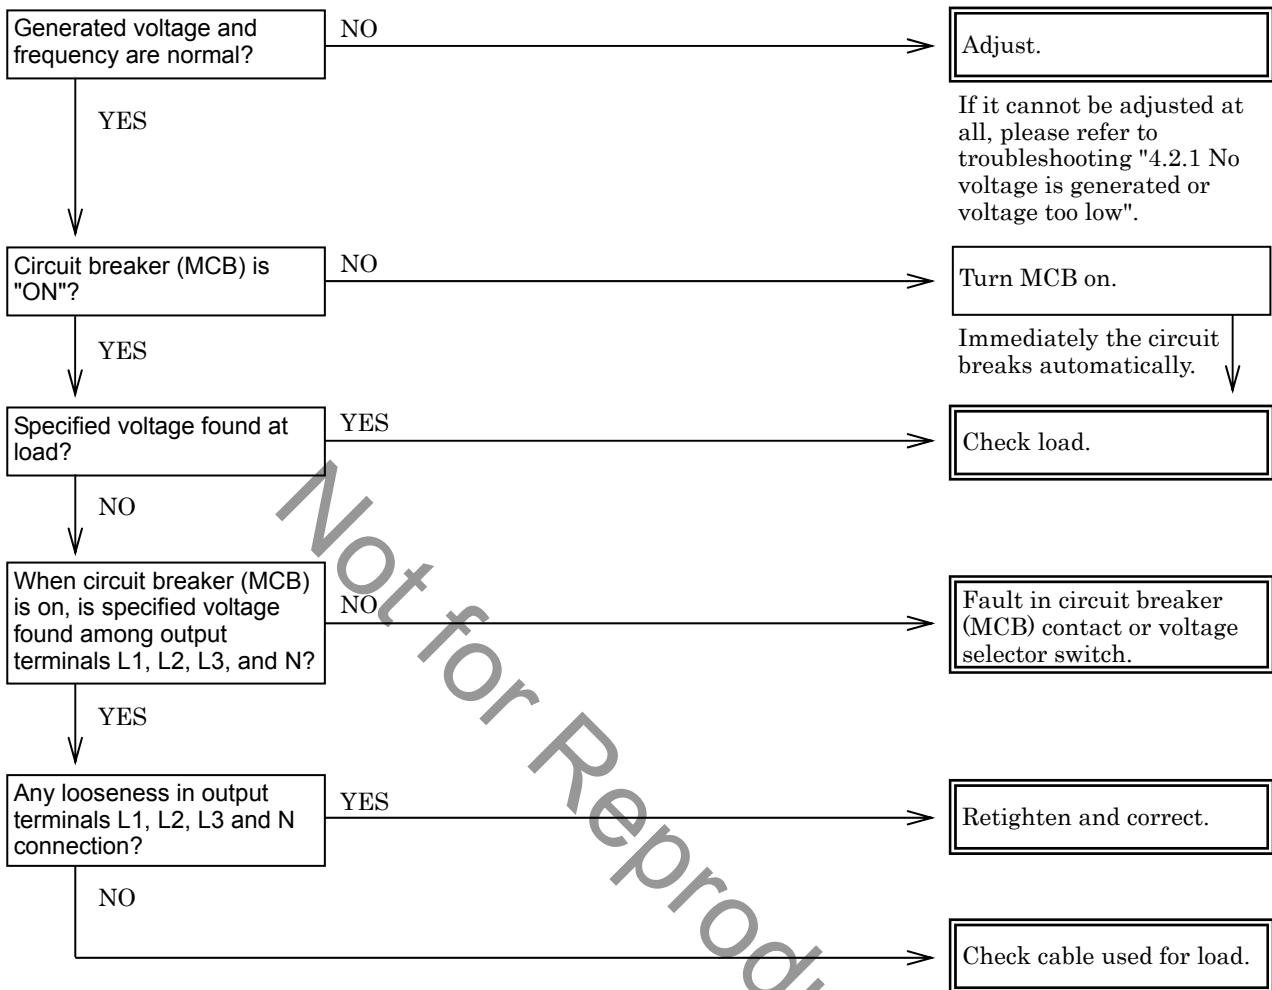 Generated voltage and
frequency are normal?
NO
Adjust.
If it cannot be adjusted at
all, please refer to
troubleshooting "4.2.1 No
voltage is generated or
voltage too low".
YES
Circuit breaker (MCB) is
"ON"?
NO
Turn MCB on.
Immediately the circuit
breaks automatically.
YES
Specified voltage found at
load?
YES
Check load.
NO
When circuit breaker (MCB)
is on, is specified voltage
found among output
terminals L1, L2, L3, and N?
NO
Fault in circuit breaker
(MCB) contact or voltage
selector switch.
YES
Any looseness in output
terminals L1, L2, L3 and N
connection?
YES
Retighten and correct.
NO
Check cable used for load.
Not for Reprodu